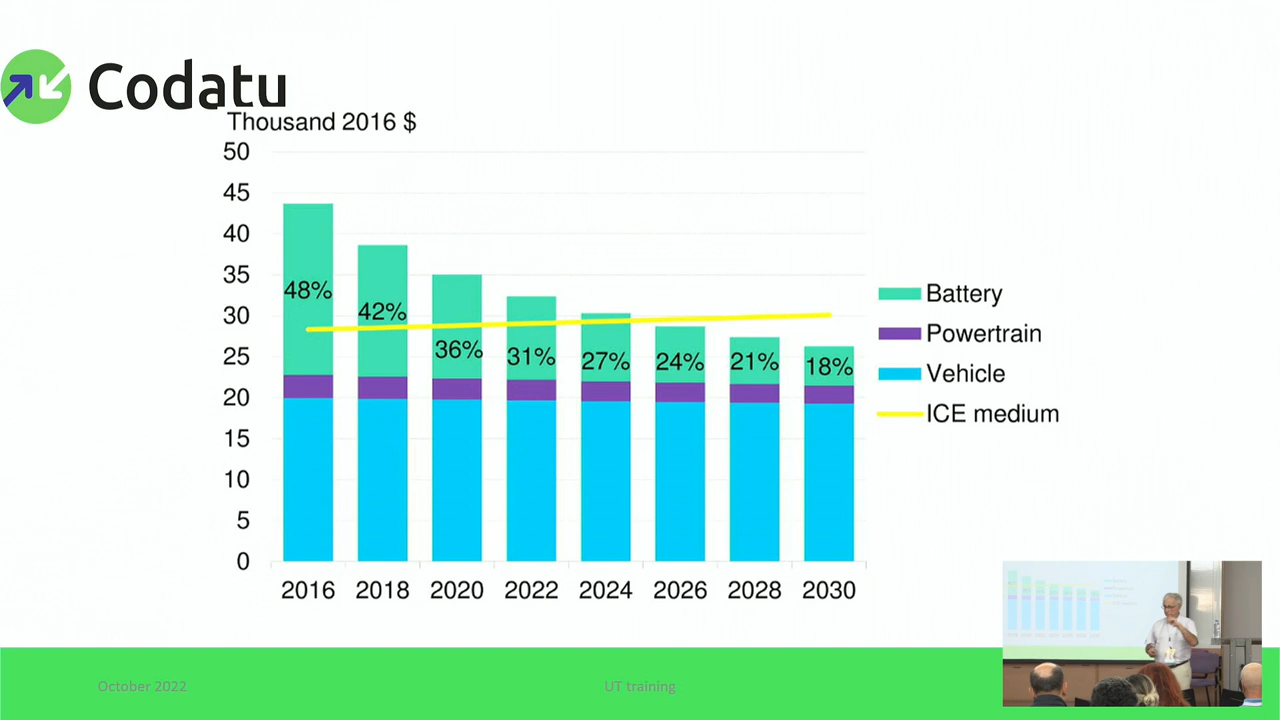 Codatu
Thousand 2016 $
50
45
40
35
30
25
20
15
10
5
0
48%
42%
36%
31%
27%
24%
21%
18%
2016 2018 2020 2022 2024 2026 2028 2030
Battery
Powertrain
Vehicle
ICE medium
October 2022
UT training